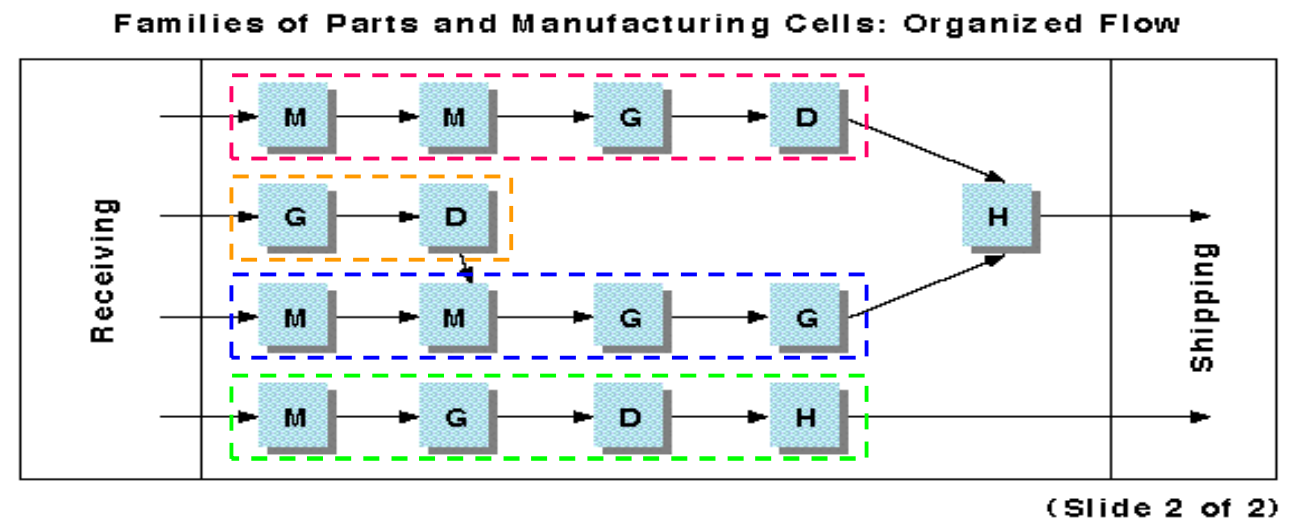 Families of Parts and Manufacturing Cells: Organized Flow
Receiving
M M G D
G D H
M M G G
M G D H
Shipping
(Slide 2 of 2)